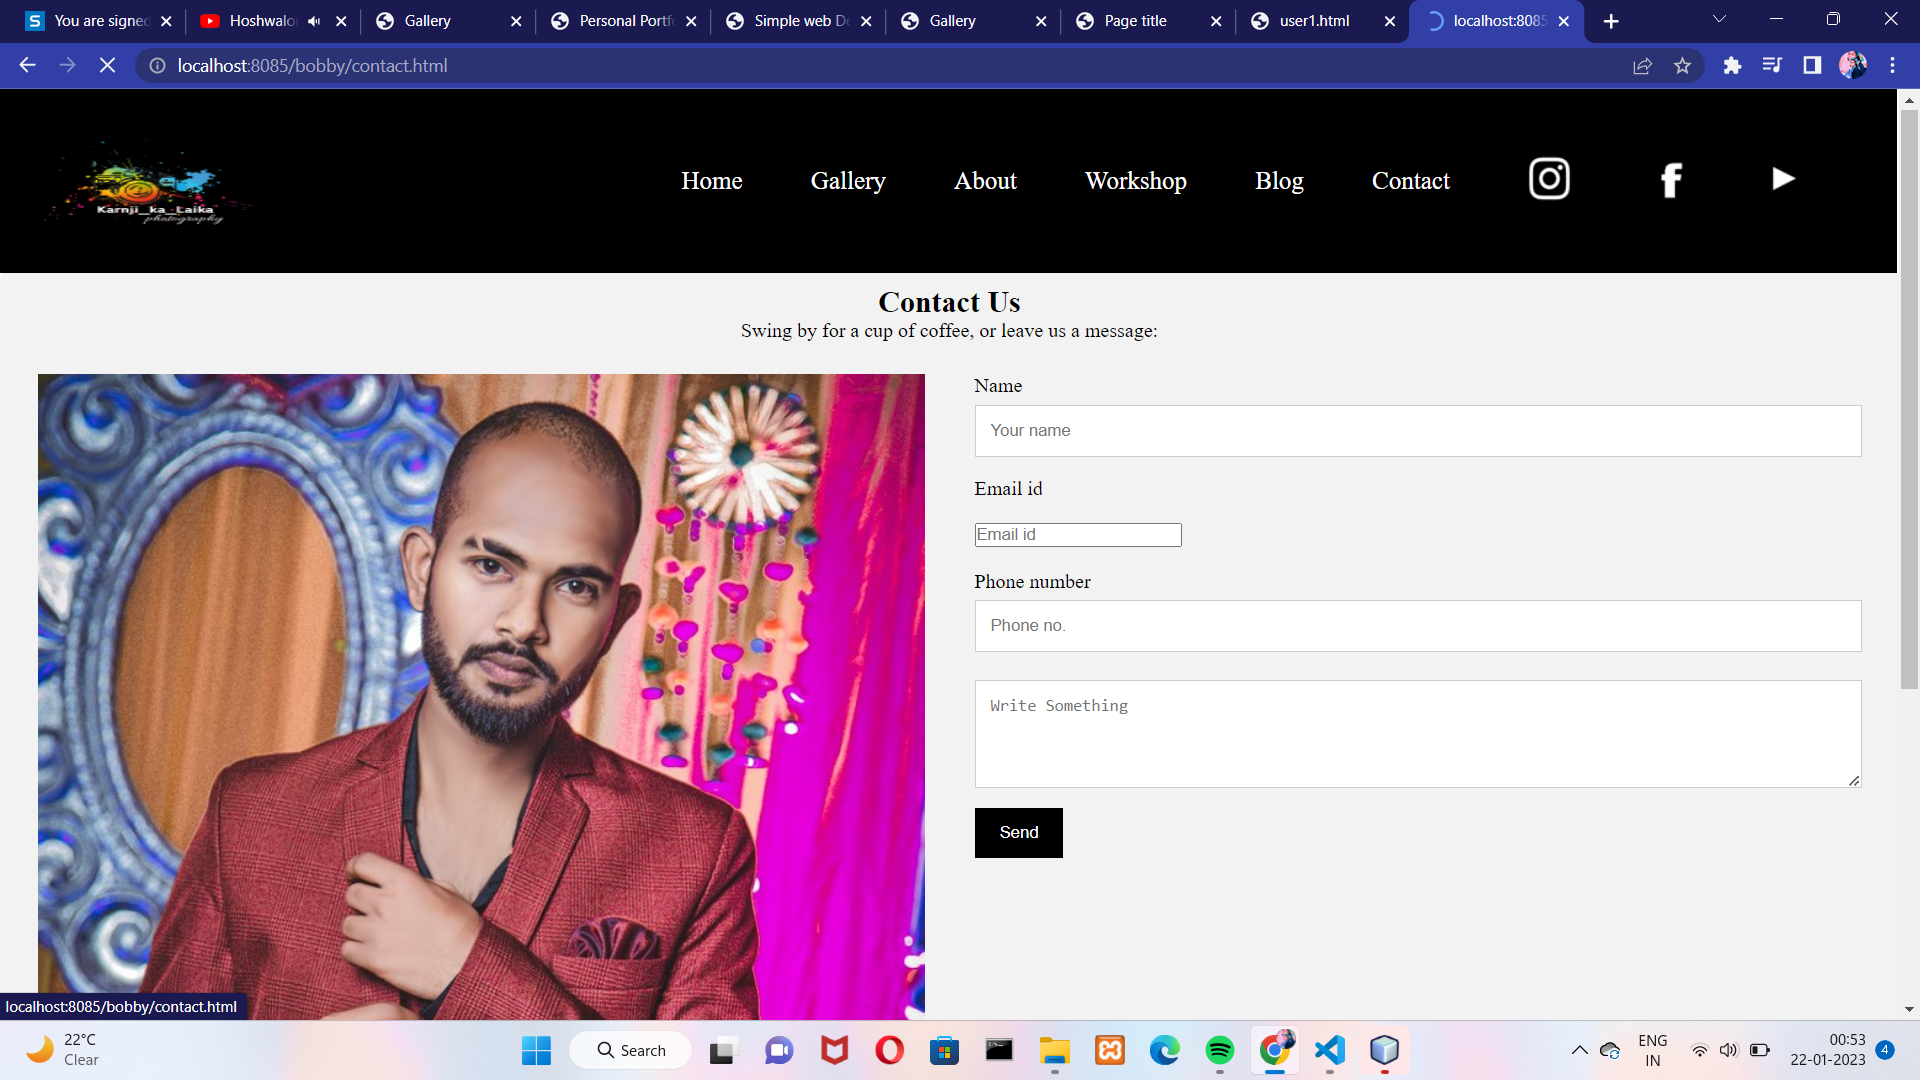 You are signed
Hoshwalo
Gallery
Personal Portfo
Simple web De
Gallery
Page title
user1.html
localhost:8085
localhost:8085/bobby/contact.html
Karnji_ka_Laika
photography
Home
Gallery
About
Workshop
Blog
Contact
Contact Us
Swing by for a cup of coffee, or leave us a message:
Name
Your name
Email id
Email id
Phone number
Phone no.
Write Something
Send
localhost:8085/bobby/contact.html
22°C
Clear
Search
ENG
IN
00:53
22-01-2023
4